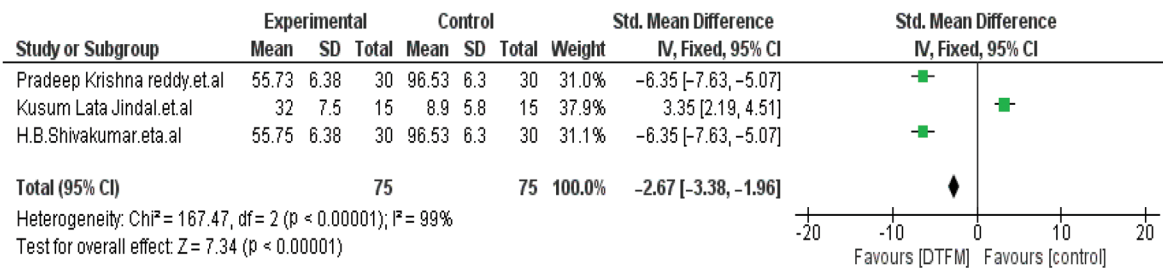 Experimental Control Std. Mean Difference Std. Mean Difference
Study or Subgroup Mean SD Total Mean SD Total Weight IV, Fixed, 95% CI IV, Fixed, 95% CI
Pradeep Krishna reddy.et.al 55.73 6.38 30 96.53 6.3 30 31.0% −6.35 [−7.63, −5.07]
Kusum Lata Jindal.et.al 32 7.5 15 8.9 5.8 15 37.9% 3.35 [2.19, 4.51]
H.B.Shivakumar.eta.al 55.75 6.38 30 96.53 6.3 30 31.1% −6.35 [−7.63, −5.07]
Total (95% CI) 75 75 100.0% −2.67 [−3.38, −1.96]
Heterogeneity: Chi² = 167.47, df = 2 (p < 0.00001); I² = 99%
Test for overall effect: Z = 7.34 (p < 0.00001)
-20 -10 0 10 20
Favours [DTFM] Favours [control]